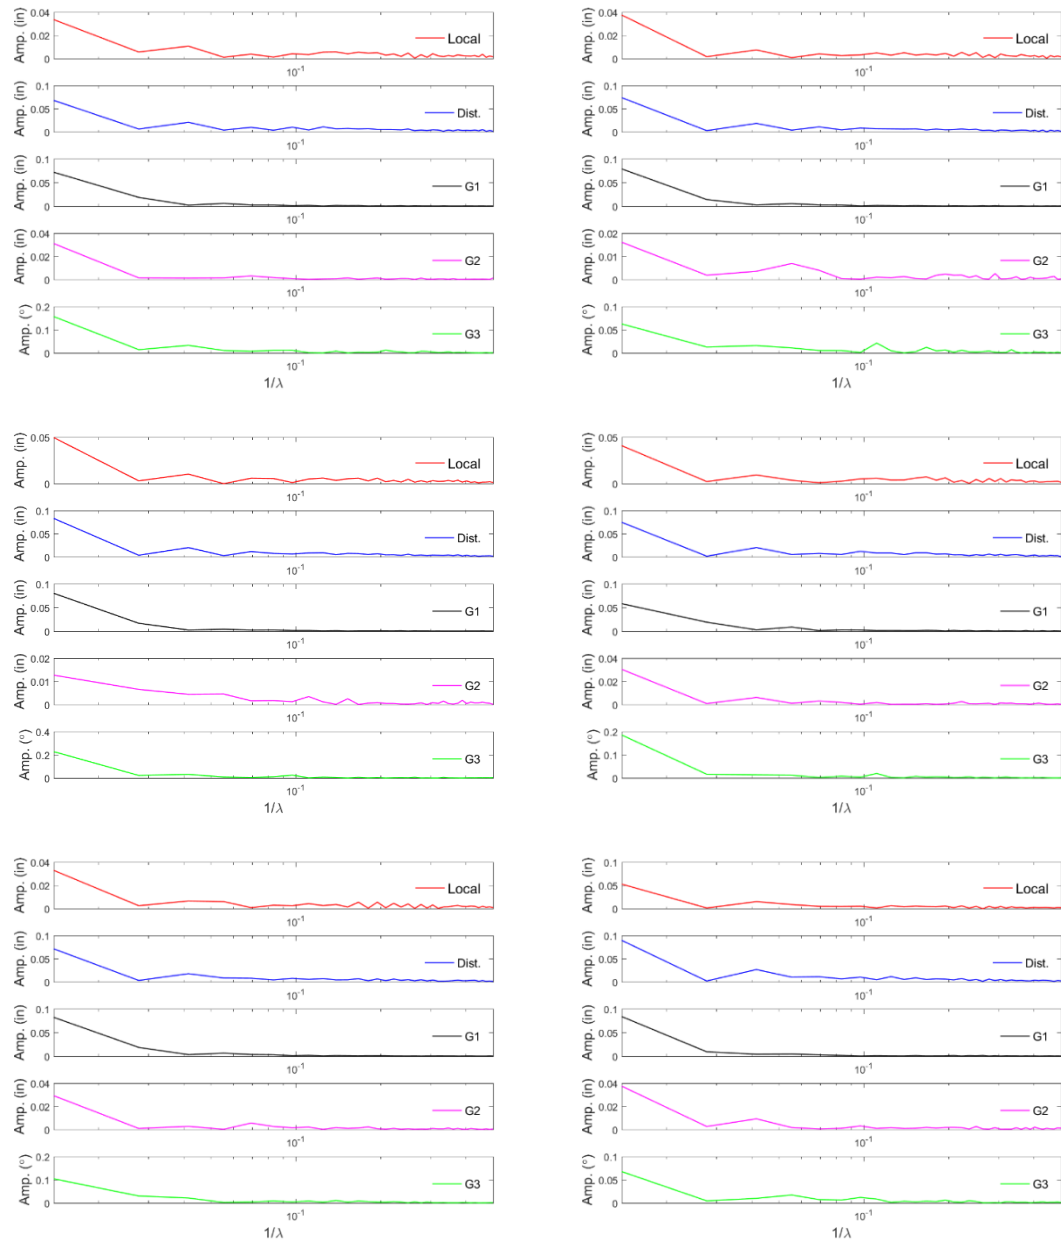 Amp. (in) 0.04 0.02 0 Local 10-1
Amp. (in) 0.1 0.05 0 Dist. 10-1
Amp. (in) 0.1 0.05 0 G1 10-1
Amp. (in) 0.04 0.02 0 G2 10-1
Amp. (°) 0.2 0.1 0 G3 10-1
1/λ
Amp. (in) 0.04 0.02 0 Local 10-1
Amp. (in) 0.1 0.05 0 Dist. 10-1
Amp. (in) 0.1 0.05 0 G1 10-1
Amp. (in) 0.02 0.01 0 G2 10-1
Amp. (°) 0.1 0.05 0 G3 10-1
1/λ
Amp. (in) 0.05 0 Local 10-1
Amp. (in) 0.1 0.05 0 Dist. 10-1
Amp. (in) 0.1 0.05 0 G1 10-1
Amp. (in) 0.02 0.01 0 G2 10-1
Amp. (°) 0.4 0.2 0 G3 10-1
1/λ
Amp. (in) 0.05 0 Local 10-1
Amp. (in) 0.1 0.05 0 Dist. 10-1
Amp. (in) 0.1 0.05 0 G1 10-1
Amp. (in) 0.04 0.02 0 G2 10-1
Amp. (°) 0.2 0.1 0 G3 10-1
1/λ
Amp. (in) 0.04 0.02 0 Local 10-1
Amp. (in) 0.1 0.05 0 Dist. 10-1
Amp. (in) 0.1 0.05 0 G1 10-1
Amp. (in) 0.04 0.02 0 G2 10-1
Amp. (°) 0.2 0.1 0 G3 10-1
1/λ
Amp. (in) 0.1 0.05 0 Local 10-1
Amp. (in) 0.1 0.05 0 Dist. 10-1
Amp. (in) 0.1 0.05 0 G1 10-1
Amp. (in) 0.04 0.02 0 G2 10-1
Amp. (°) 0.1 0.05 0 G3 10-1
1/λ